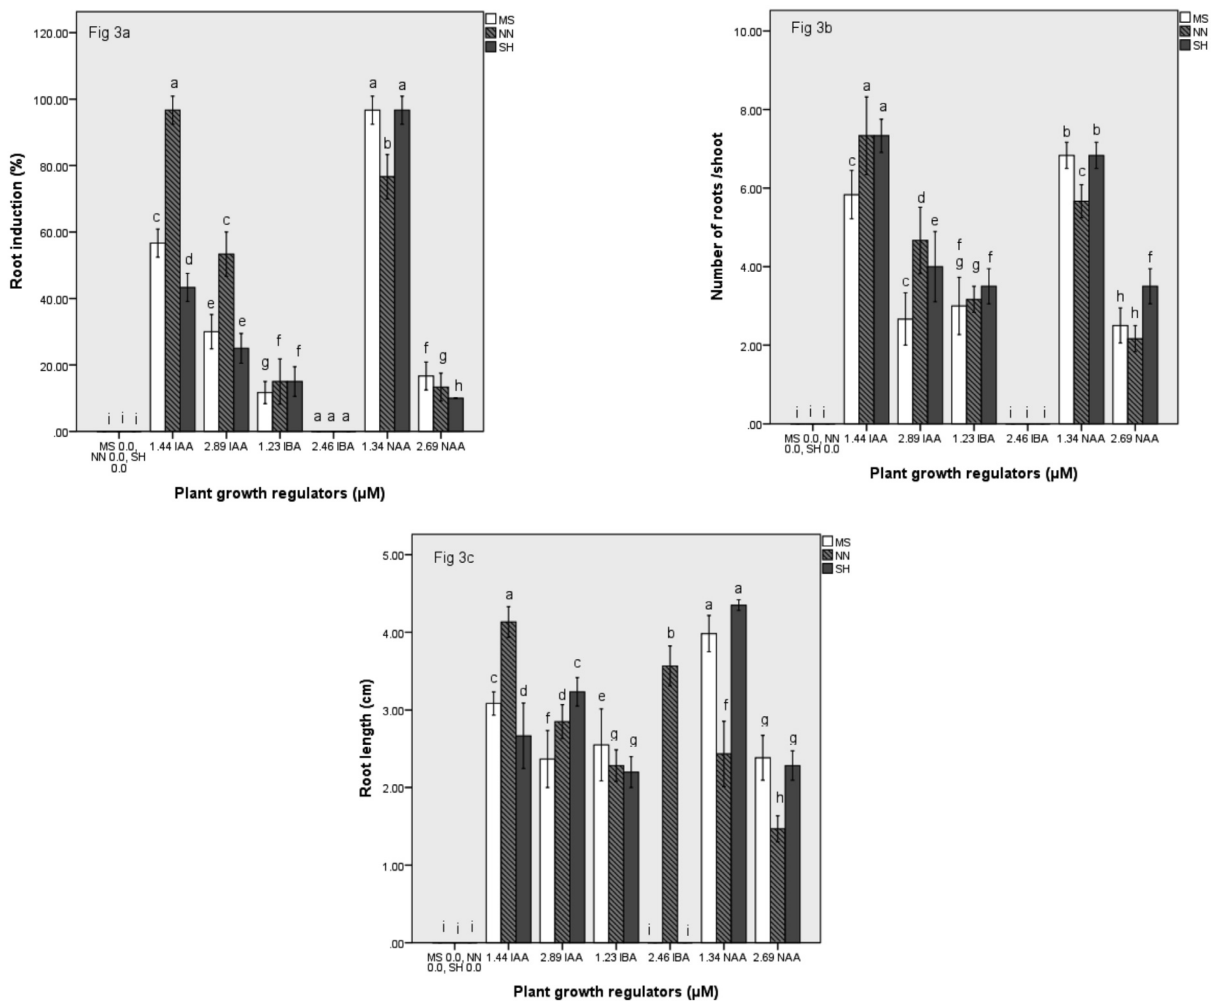 Fig 3a
MS
NN
SH
120.00
100.00
80.00
60.00
40.00
20.00
.00
Root induction (%)
i i i
c a d
e c e
g f f
a a a
a b a
f g h
MS 0.0, NN 0.0, SH 0.0
1.44 IAA
2.89 IAA
1.23 IBA
2.46 IBA
1.34 NAA
2.69 NAA
Plant growth regulators (µM)
Fig 3b
MS
NN
SH
10.00
8.00
6.00
4.00
2.00
.00
Number of roots /shoot
i i i
c a a
c d e
f
g g f
i i i
b c b
h h f
MS 0.0, NN 0.0, SH 0.0
1.44 IAA
2.89 IAA
1.23 IBA
2.46 IBA
1.34 NAA
2.69 NAA
Plant growth regulators (µM)
Fig 3c
MS
NN
SH
5.00
4.00
3.00
2.00
1.00
.00
Root length (cm)
i i i
c a d
f d c
e g g
i b i
a f a
g h g
MS 0.0, NN 0.0, SH 0.0
1.44 IAA
2.89 IAA
1.23 IBA
2.46 IBA
1.34 NAA
2.69 NAA
Plant growth regulators (µM)